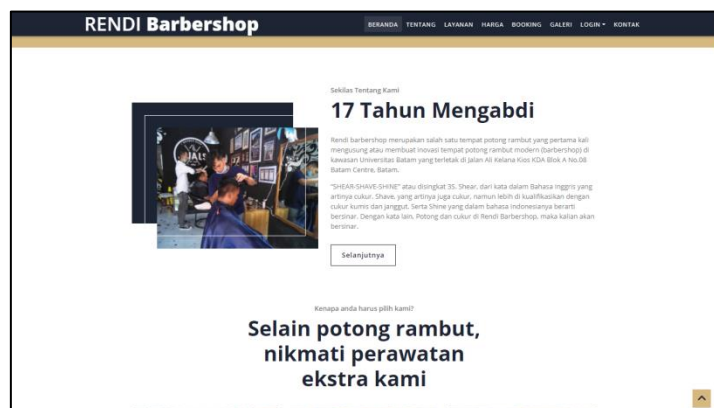 RENDI Barbershop
BERANDA TENTANG LAYANAN HARGA BOOKING GALERI LOGIN KONTAK
Sekilas Tentang Kami
17 Tahun Mengabdi
Rendi barbershop merupakan salah satu tempat potong rambut yang pertama kali
mengusung atau membuat inovasi tempat potong rambut modern (barbershop) di
kawasan Universitas Batam yang terletak di Jalan Ali Kelana Kios KDA Blok A No.08
Batam Centre, Batam.
"SHEAR-SHAVE-SHINE" atau disingkat 3S. Shear, dari kata dalam Bahasa Inggris yang
artinya cukur. Shave, yang artinya juga cukur, namun lebih di kualifikasikan dengan
cukur kumis dan janggut. Serta Shine yang dalam bahasa indonesianya berarti
bersinar. Dengan kata lain, Potong dan cukur di Rendi Barbershop, maka kalian akan
bersinar.
Selanjutnya
Kenapa anda harus pilih kami?
Selain potong rambut,
nikmati perawatan
ekstra kami